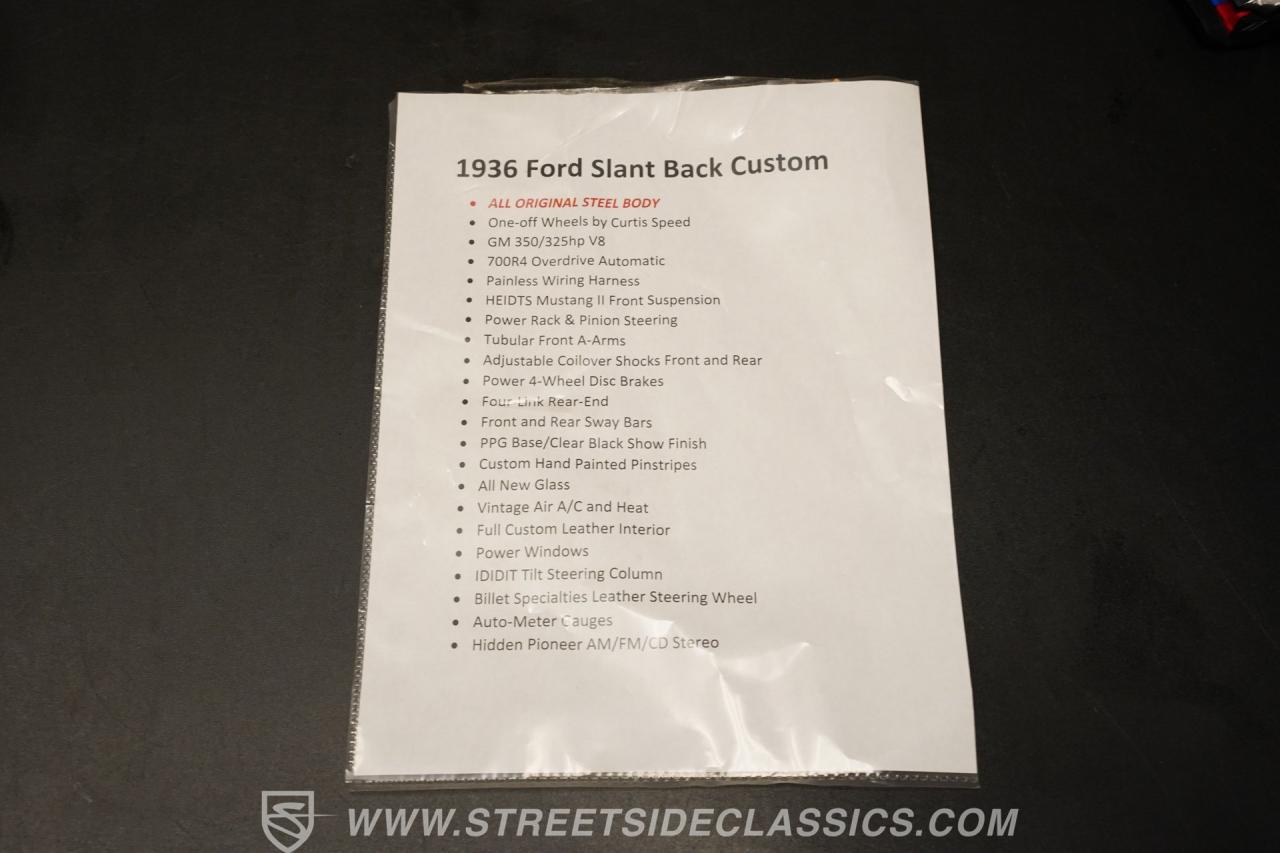 1936 Ford Slant Back Custom
• ALL ORIGINAL STEEL BODY
• One-off Wheels by Curtis Speed
• GM 350/325hp V8
• 700R4 Overdrive Automatic
• Painless Wiring Harness
• HEIDTS Mustang II Front Suspension
• Power Rack & Pinion Steering
• Tubular Front A-Arms
• Adjustable Coilover Shocks Front and Rear
• Power 4-Wheel Disc Brakes
• Four-Link Rear-End
• Front and Rear Sway Bars
• PPG Base/Clear Black Show Finish
• Custom Hand Painted Pinstripes
• All New Glass
• Vintage Air A/C and Heat
• Full Custom Leather Interior
• Power Windows
• IDIDIT Tilt Steering Column
• Billet Specialties Leather Steering Wheel
• Auto-Meter Gauges
• Hidden Pioneer AM/FM/CD Stereo
WWW.STREETSIDECLASSICS.COM